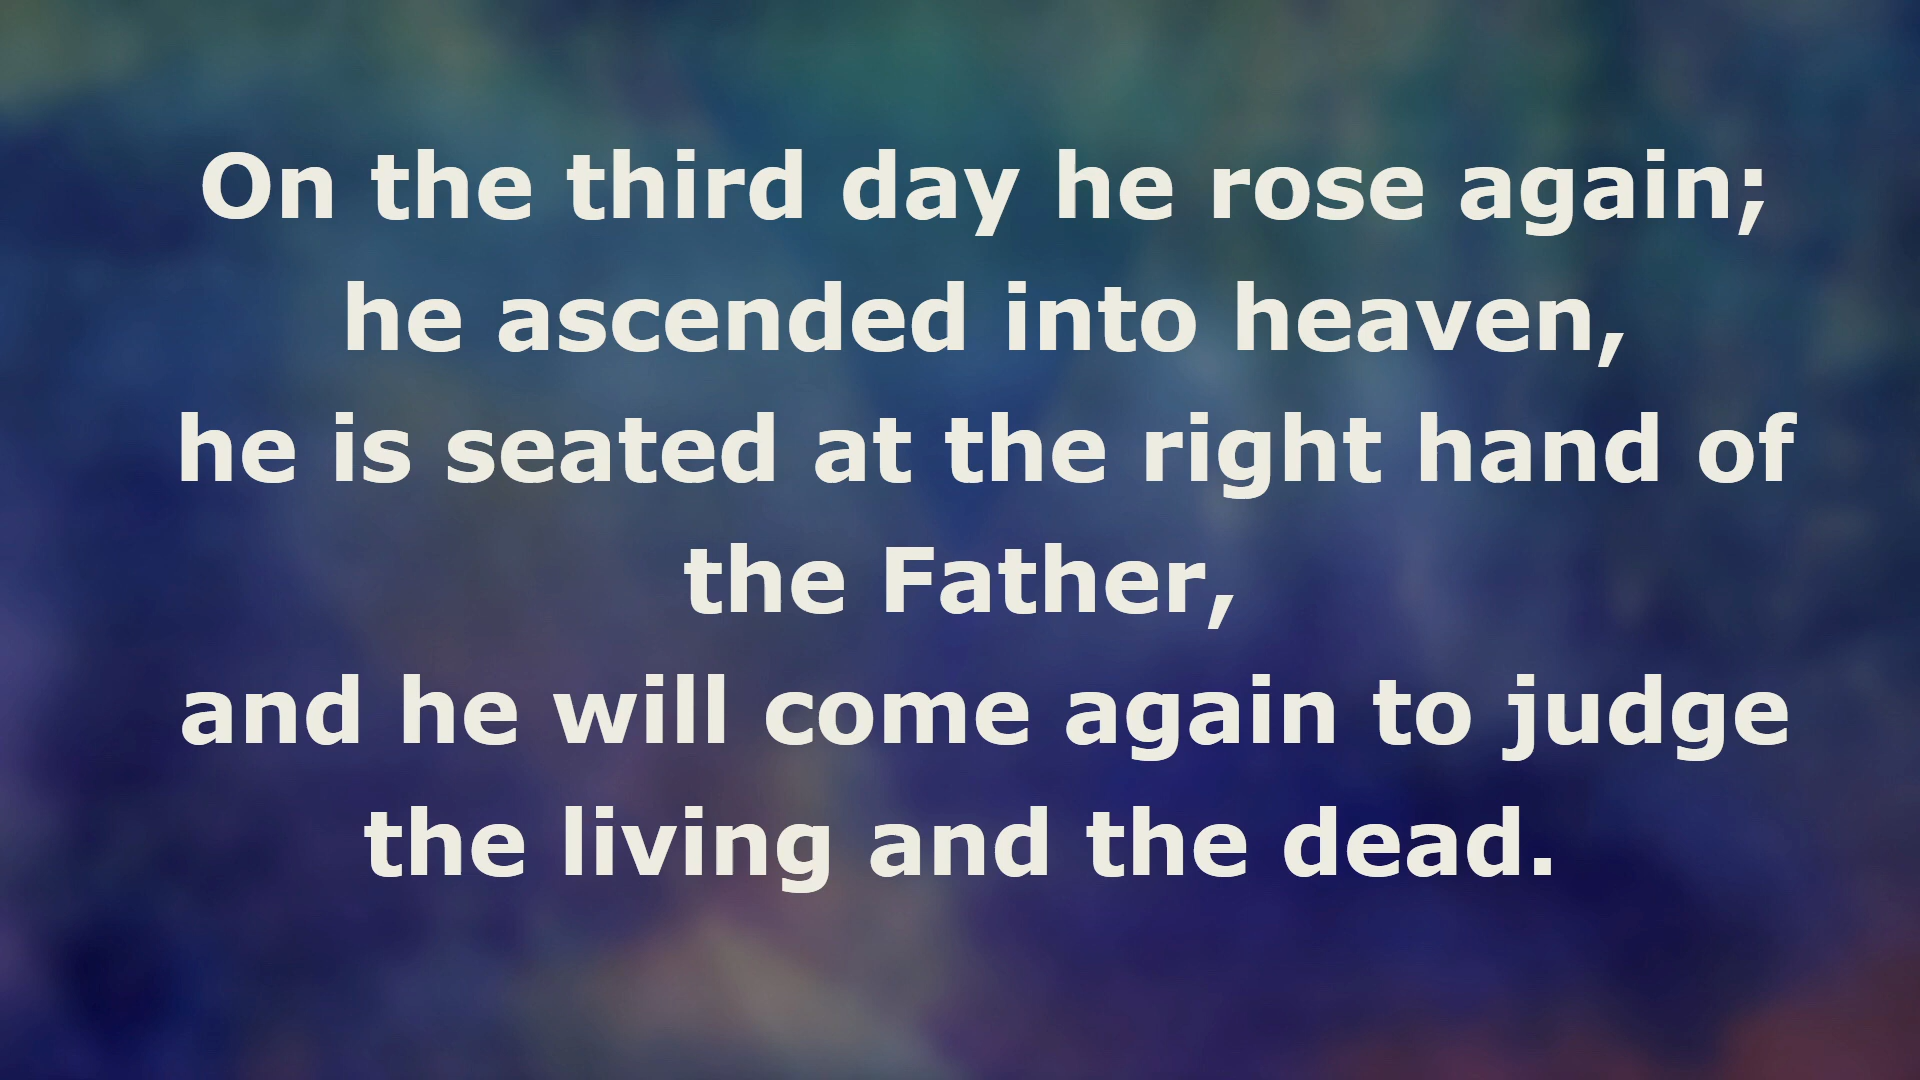 On the third day he rose again;
he ascended into heaven,
he is seated at the right hand of
the Father,
and he will come again to judge
the living and the dead.